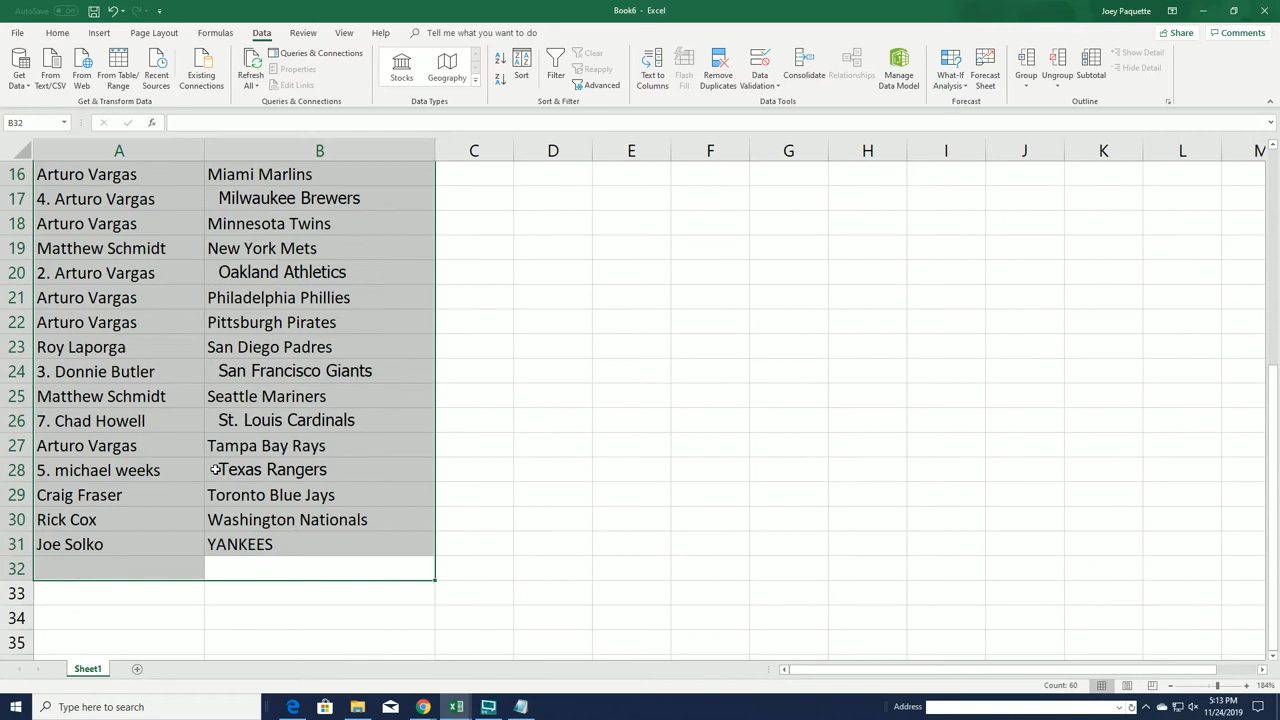 AutoSave Off
Book6 - Excel
Joey Paquette
File Home Insert Page Layout Formulas Data Review View Help Tell me what you want to do
Share Comments
Get Data From Text/CSV From Web From Table/Range Recent Sources Existing Connections
Get & Transform Data
Refresh All Queries & Connections Properties Edit Links
Queries & Connections
Stocks Geography
Data Types
Sort Filter Clear Reapply Advanced
Sort & Filter
Text to Columns Flash Fill Remove Duplicates Data Validation Consolidate Relationships Manage Data Model
Data Tools
What-If Analysis Forecast Sheet
Forecast
Group Ungroup Subtotal Show Detail Hide Detail
Outline
B32 fx
A B C D E F G H I J K L M
16 Arturo Vargas Miami Marlins
17 4. Arturo Vargas Milwaukee Brewers
18 Arturo Vargas Minnesota Twins
19 Matthew Schmidt New York Mets
20 2. Arturo Vargas Oakland Athletics
21 Arturo Vargas Philadelphia Phillies
22 Arturo Vargas Pittsburgh Pirates
23 Roy Laporga San Diego Padres
24 3. Donnie Butler San Francisco Giants
25 Matthew Schmidt Seattle Mariners
26 7. Chad Howell St. Louis Cardinals
27 Arturo Vargas Tampa Bay Rays
28 5. michael weeks Texas Rangers
29 Craig Fraser Toronto Blue Jays
30 Rick Cox Washington Nationals
31 Joe Solko YANKEES
32
33
34
35
Sheet1
Count: 60 184%
Type here to search
Address
5:13 PM
11/24/2019